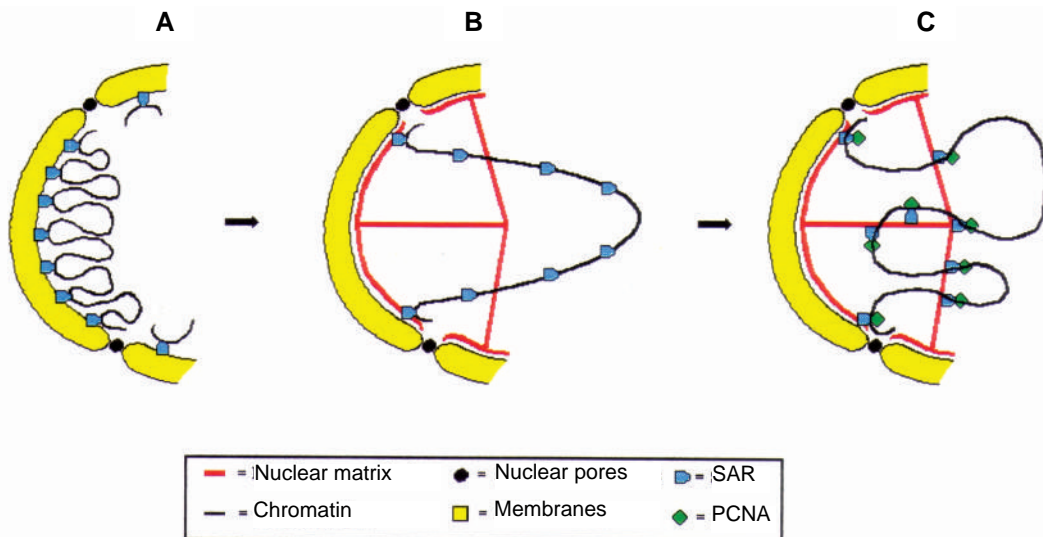 A B C
= Nuclear matrix = Nuclear pores = SAR
= Chromatin = Membranes = PCNA